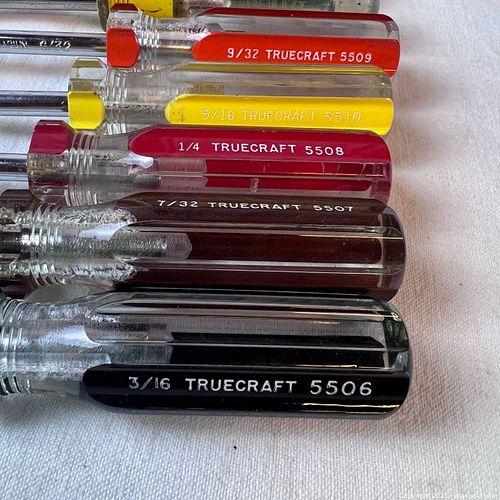 9/32 TRUECRAFT 5509
5/16 TRUECRAFT 5510
1/4 TRUECRAFT 5508
7/32 TRUECRAFT 5507
3/16 TRUECRAFT 5506